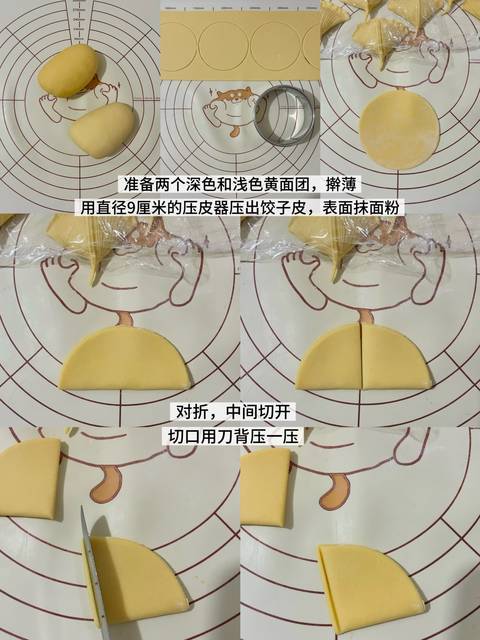 准备两个深色和浅色黄面团，擀薄
用直径9厘米的压皮器压出饺子皮，表面抹面粉
对折，中间切开
切口用刀背压一压